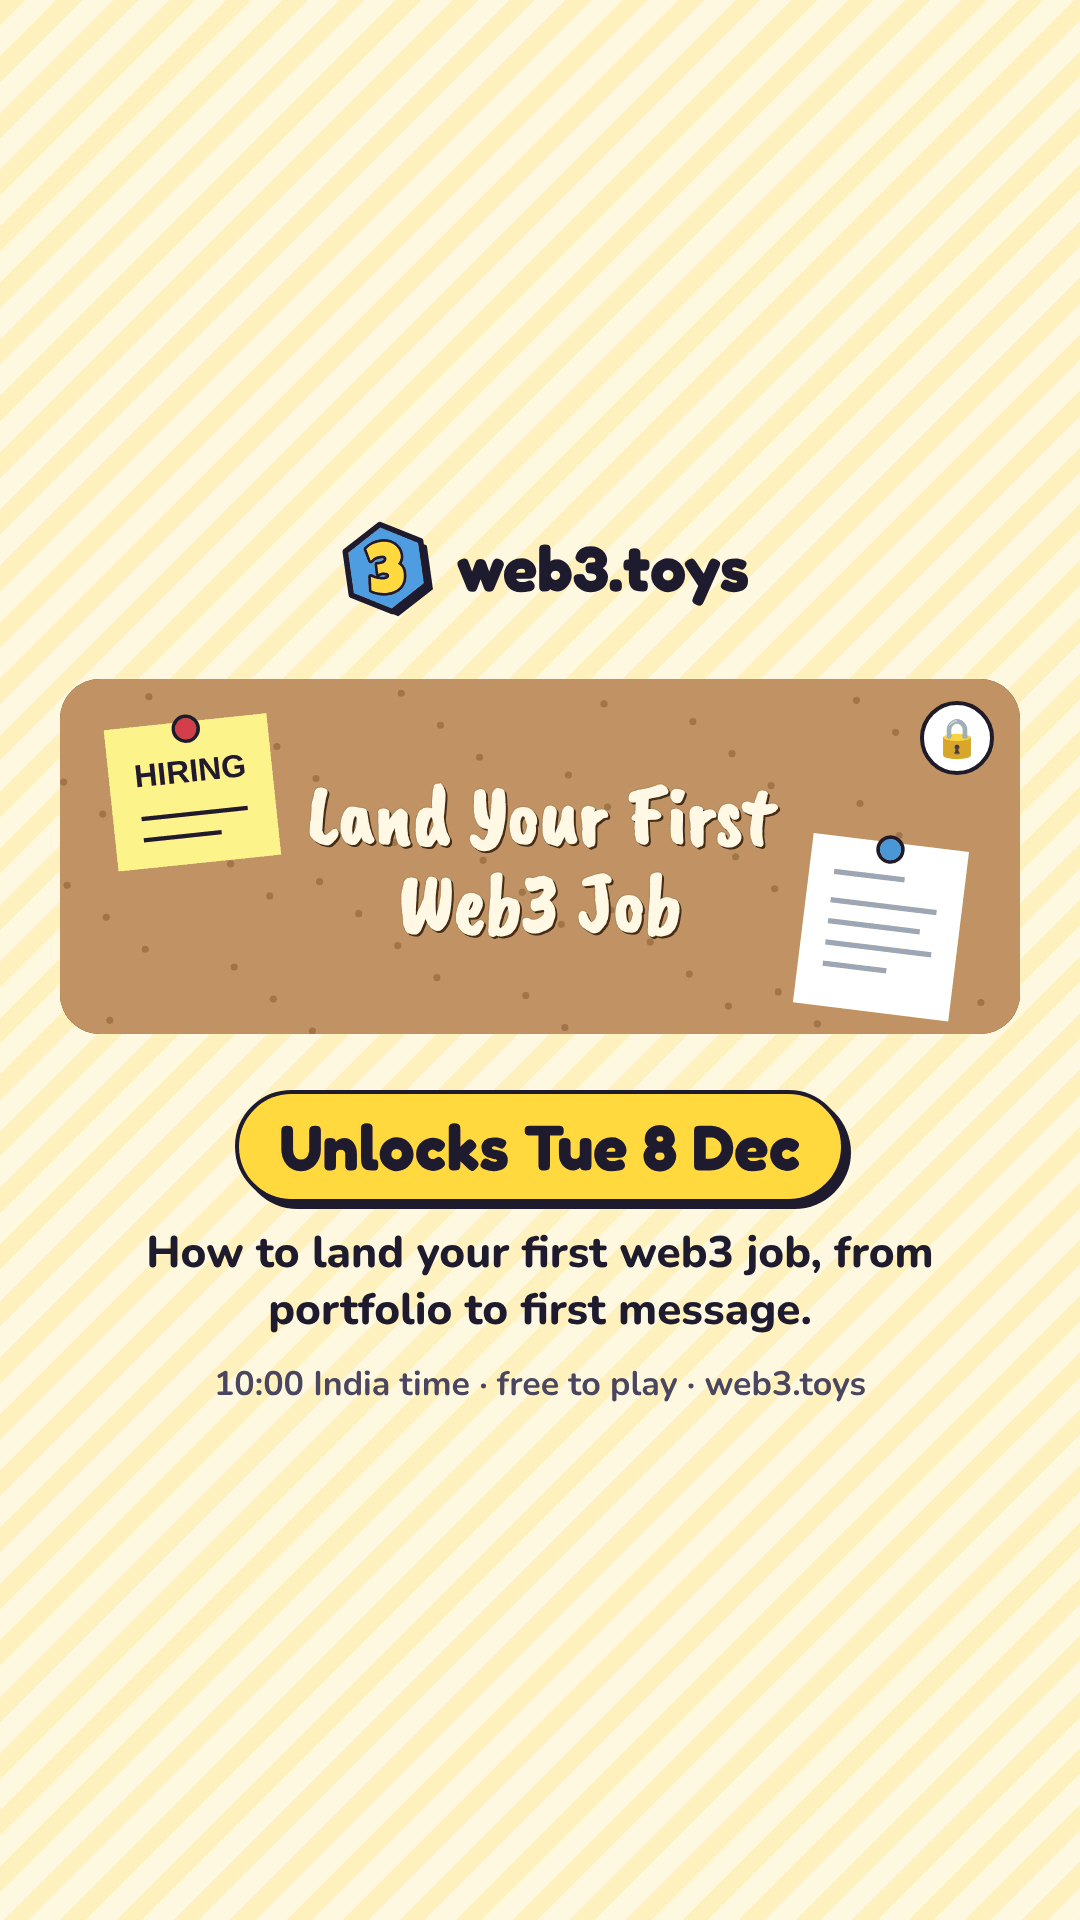 3 web3.toys
HIRING
Land Your First
Web3 Job
Unlocks Tue 8 Dec
How to land your first web3 job, from
portfolio to first message.
10:00 India time · free to play · web3.toys